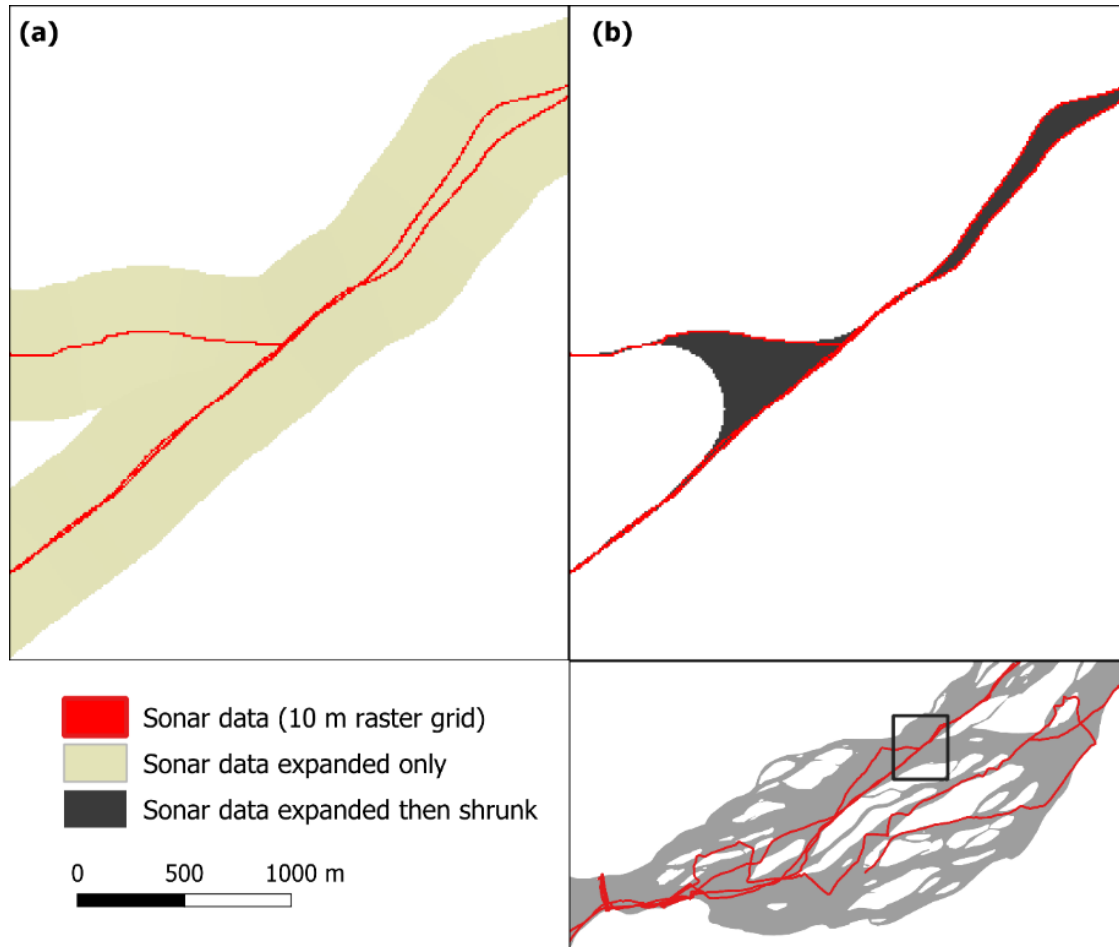 (a)
(b)
Sonar data (10 m raster grid)
Sonar data expanded only
Sonar data expanded then shrunk
0 500 1000 m